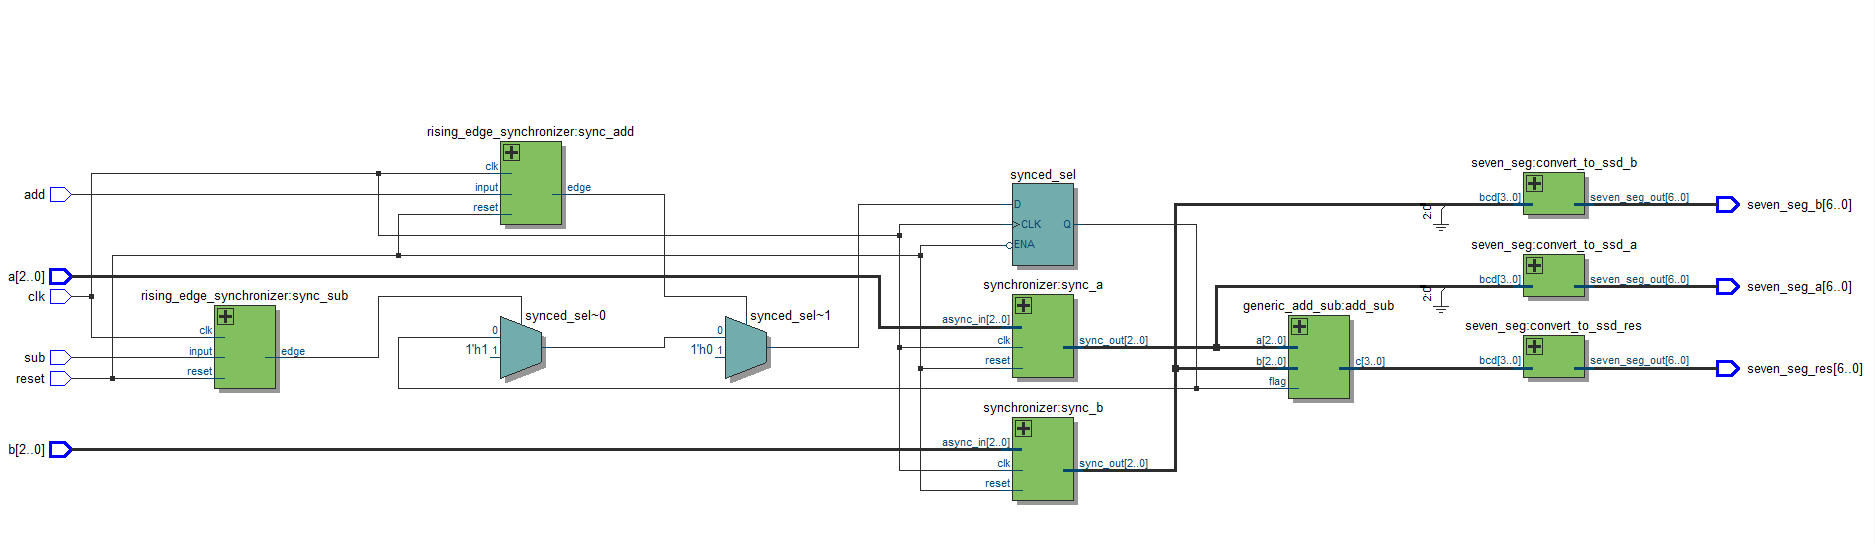 rising_edge_synchronizer:sync_add
clk
input
reset
edge
add
a[2..0]
clk
sub
reset
b[2..0]
rising_edge_synchronizer:sync_sub
clk
input
reset
edge
synced_sel~0
0
1'h1 1
synced_sel~1
0
1'h0 1
synced_sel
D
CLK
ENA
Q
synchronizer:sync_a
async_in[2..0]
clk
reset
sync_out[2..0]
synchronizer:sync_b
async_in[2..0]
clk
reset
sync_out[2..0]
generic_add_sub:add_sub
a[2..0]
b[2..0]
flag
c[3..0]
seven_seg:convert_to_ssd_b
2:0
bcd[3..0]
seven_seg_out[6..0]
seven_seg_b[6..0]
seven_seg:convert_to_ssd_a
2:0
bcd[3..0]
seven_seg_out[6..0]
seven_seg_a[6..0]
seven_seg:convert_to_ssd_res
bcd[3..0]
seven_seg_out[6..0]
seven_seg_res[6..0]